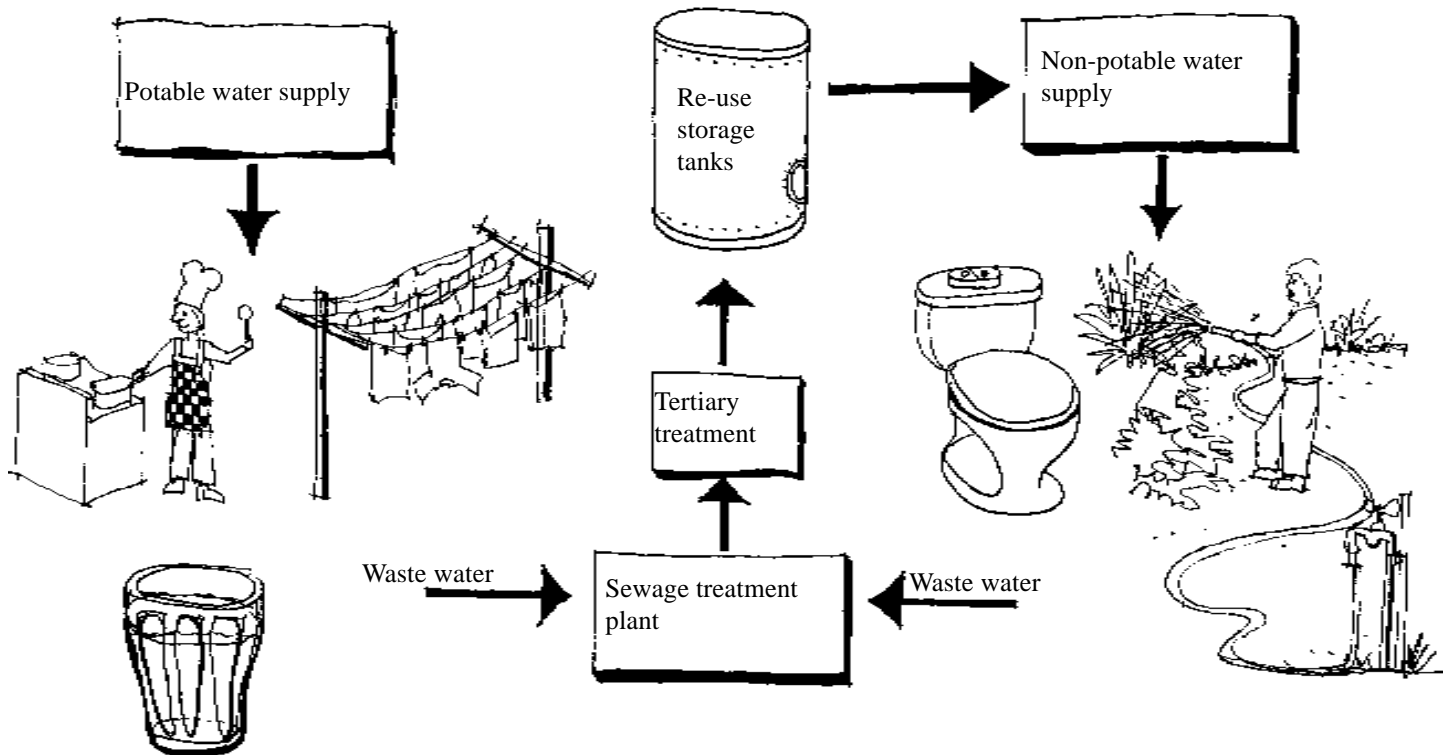 Potable water supply
Re-use
storage
tanks
Non-potable water
supply
Tertiary
treatment
Waste water
Sewage treatment
plant
Waste water